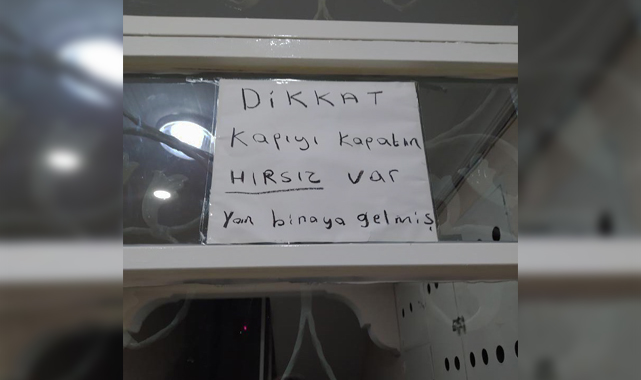 DİKKAT
Kapıyı Kapatın
HIRSIZ var
Yan binaya gelmiş